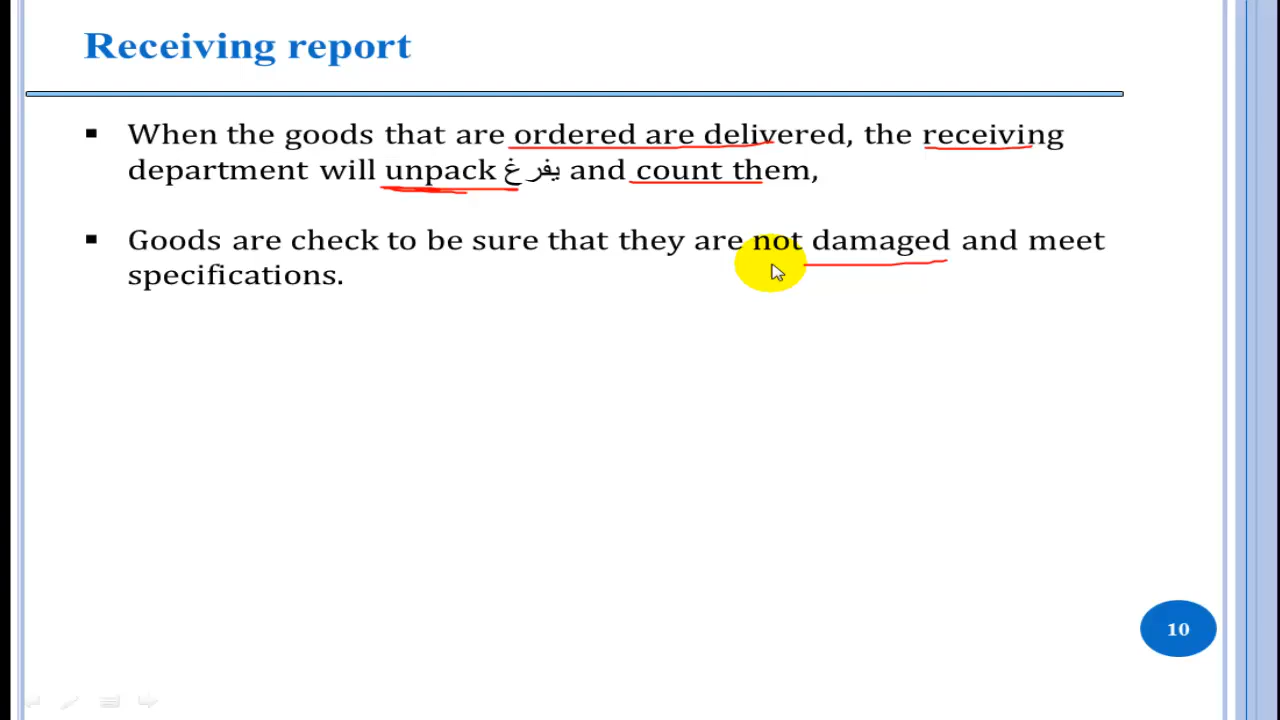 Receiving report
▪ When the goods that are ordered are delivered, the receiving
department will unpack يفرغ and count them,
▪ Goods are check to be sure that they are not damaged and meet
specifications.
10